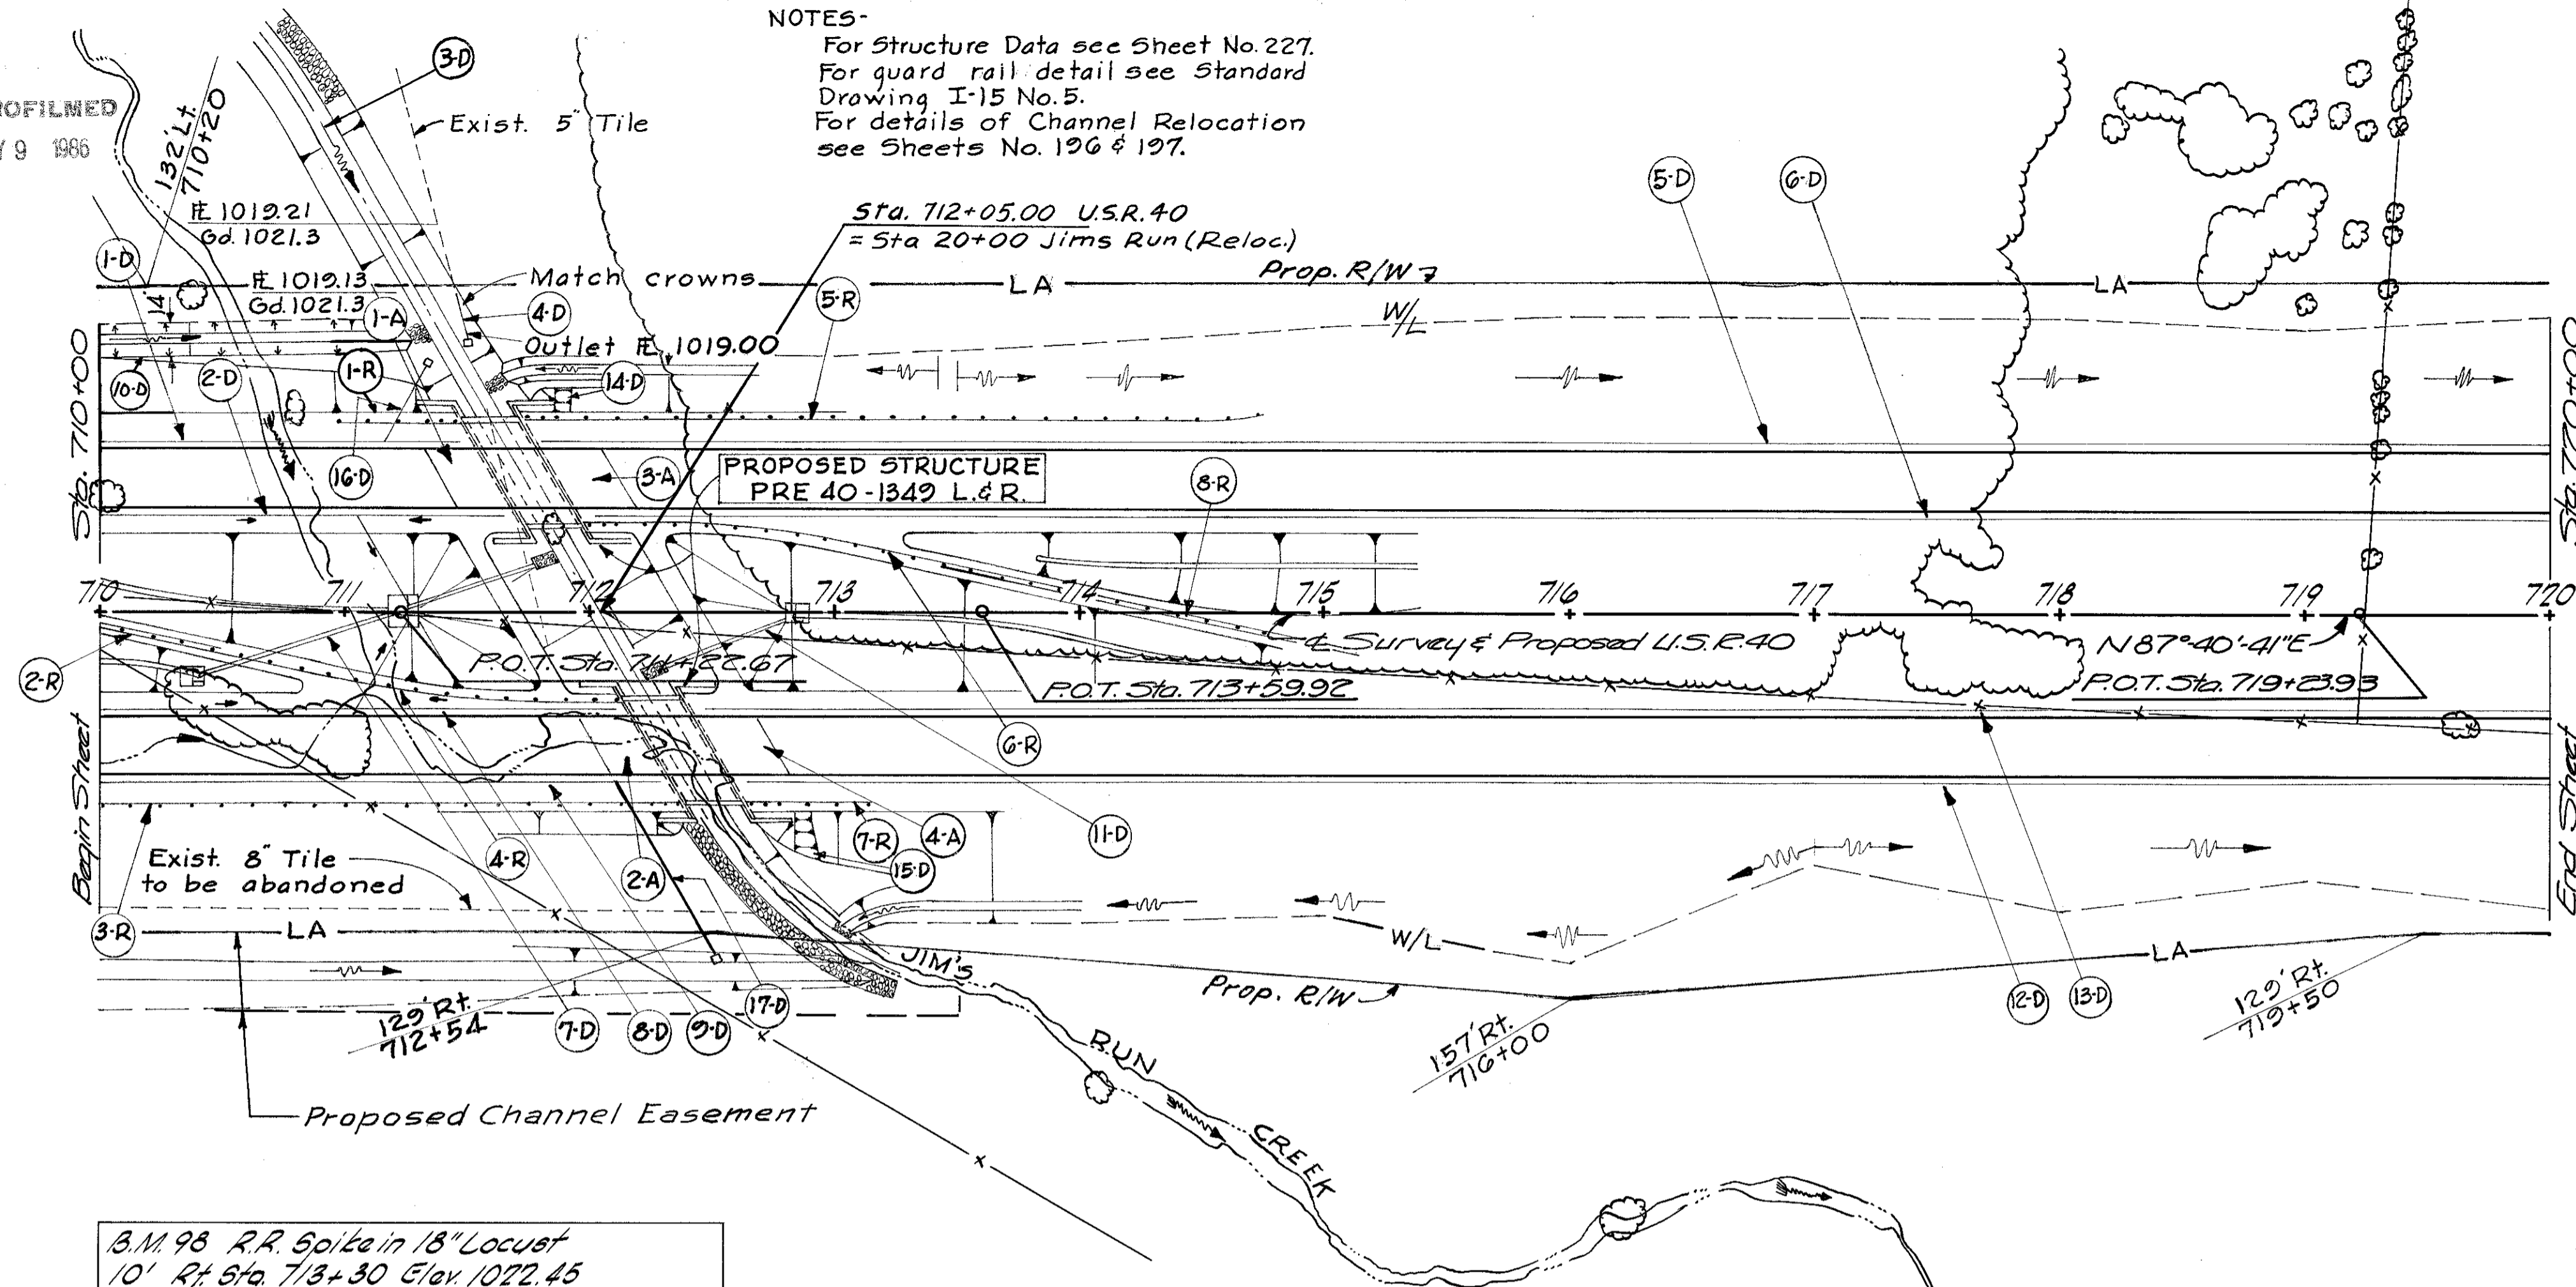 NOTES-
For Structure Data see Sheet No. 227.
For guard rail detail see Standard
Drawing I-15 No. 5.
For details of Channel Relocation
see Sheets No. 196 & 197.
ROFILMED
Y 9 1986
132' Lt.
710+20
3-D
Exist. 5" Tile
FL 1019.21
Gd. 1021.3
1-D
FL 1019.13
Gd. 1021.3
14
Match crowns
4-D
1-A
Outlet FL 1019.00
Sta. 712+05.00 U.S.R. 40
= Sta 20+00 Jims Run (Reloc.)
5-R
LA
Prop. R/W
W/L
5-D
6-D
LA
Sta. 710+00
10-D
2-D
1-R
14-D
16-D
3-A
PROPOSED STRUCTURE
PRE 40-1349 L.& R.
8-R
Sta. 720+00
710
711
712
713
714
715
716
717
718
719
720
2-R
P.O.T. Sta. 711+22.67
℄ Survey & Proposed U.S.R. 40
N 87°-40'-41"E
P.O.T. Sta. 713+59.92
P.O.T. Sta. 719+23.93
6-R
Begin Sheet
End Sheet
Exist. 8" Tile
to be abandoned
4-R
2-A
7-R
4-A
11-D
15-D
3-R
LA
W/L
LA
JIM'S
RUN
CREEK
Prop. R/W
129' Rt.
712+54
7-D
8-D
9-D
17-D
157' Rt.
716+00
12-D
13-D
129' Rt.
719+50
Proposed Channel Easement
B.M. 98 R.R. Spike in 18" Locust
10' Rt. Sta. 713+30 Elev. 1022.45